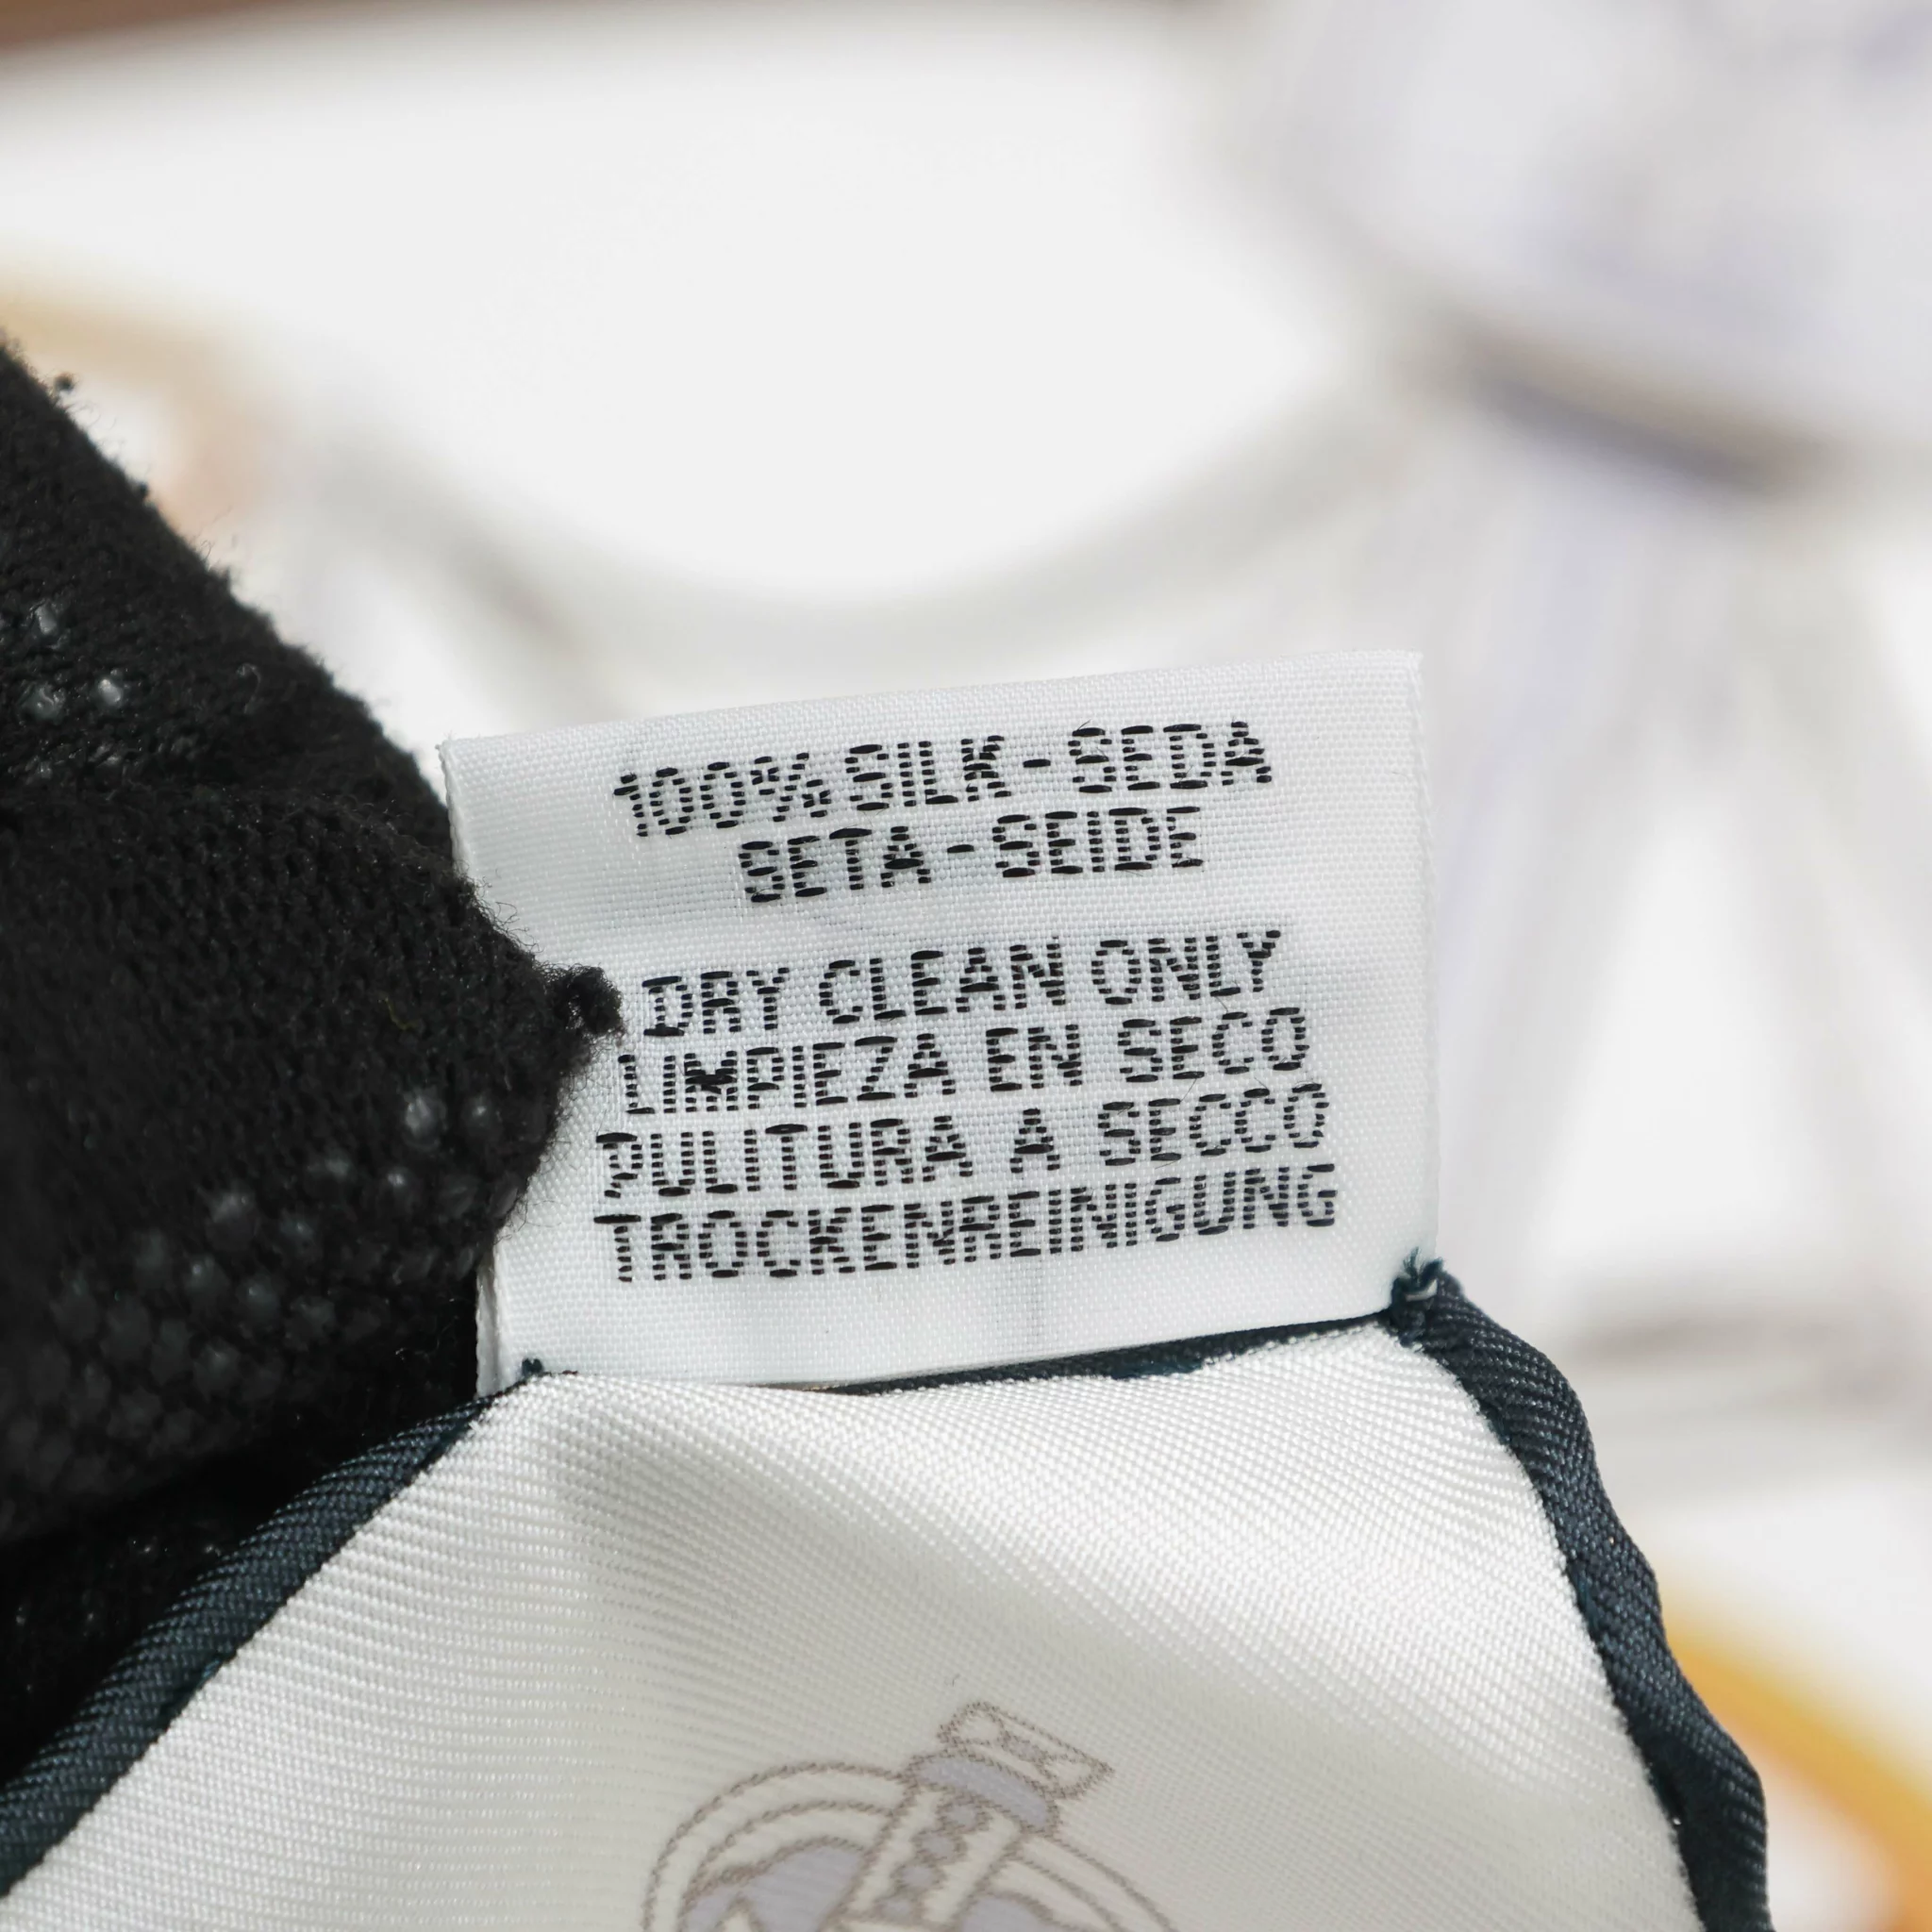 100% SILK - SEDA
SETA - SEIDE
DRY CLEAN ONLY
LIMPIEZA EN SECO
PULITURA A SECCO
TROCKENREINIGUNG